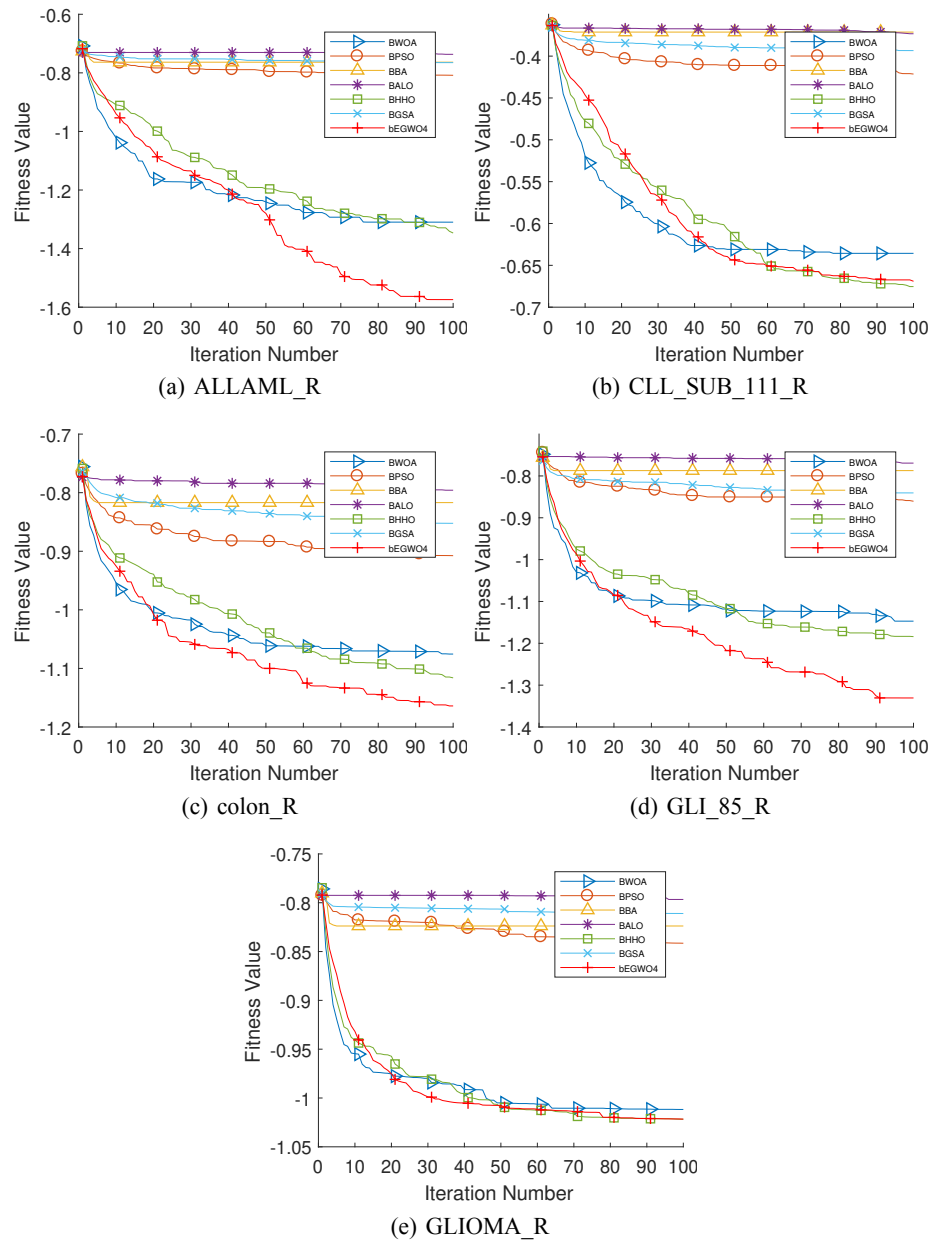 -0.6
-0.8
-1
-1.2
-1.4
-1.6
Fitness Value
0 10 20 30 40 50 60 70 80 90 100
Iteration Number
BWOA
BPSO
BBA
BALO
BHHO
BGSA
bEGWO4
(a) ALLAML_R
-0.4
-0.45
-0.5
-0.55
-0.6
-0.65
-0.7
Fitness Value
0 10 20 30 40 50 60 70 80 90 100
Iteration Number
BWOA
BPSO
BBA
BALO
BHHO
BGSA
bEGWO4
(b) CLL_SUB_111_R
-0.7
-0.8
-0.9
-1
-1.1
-1.2
Fitness Value
0 10 20 30 40 50 60 70 80 90 100
Iteration Number
BWOA
BPSO
BBA
BALO
BHHO
BGSA
bEGWO4
(c) colon_R
-0.8
-0.9
-1
-1.1
-1.2
-1.3
-1.4
Fitness Value
0 10 20 30 40 50 60 70 80 90 100
Iteration Number
BWOA
BPSO
BBA
BALO
BHHO
BGSA
bEGWO4
(d) GLI_85_R
-0.75
-0.8
-0.85
-0.9
-0.95
-1
-1.05
Fitness Value
0 10 20 30 40 50 60 70 80 90 100
Iteration Number
BWOA
BPSO
BBA
BALO
BHHO
BGSA
bEGWO4
(e) GLIOMA_R